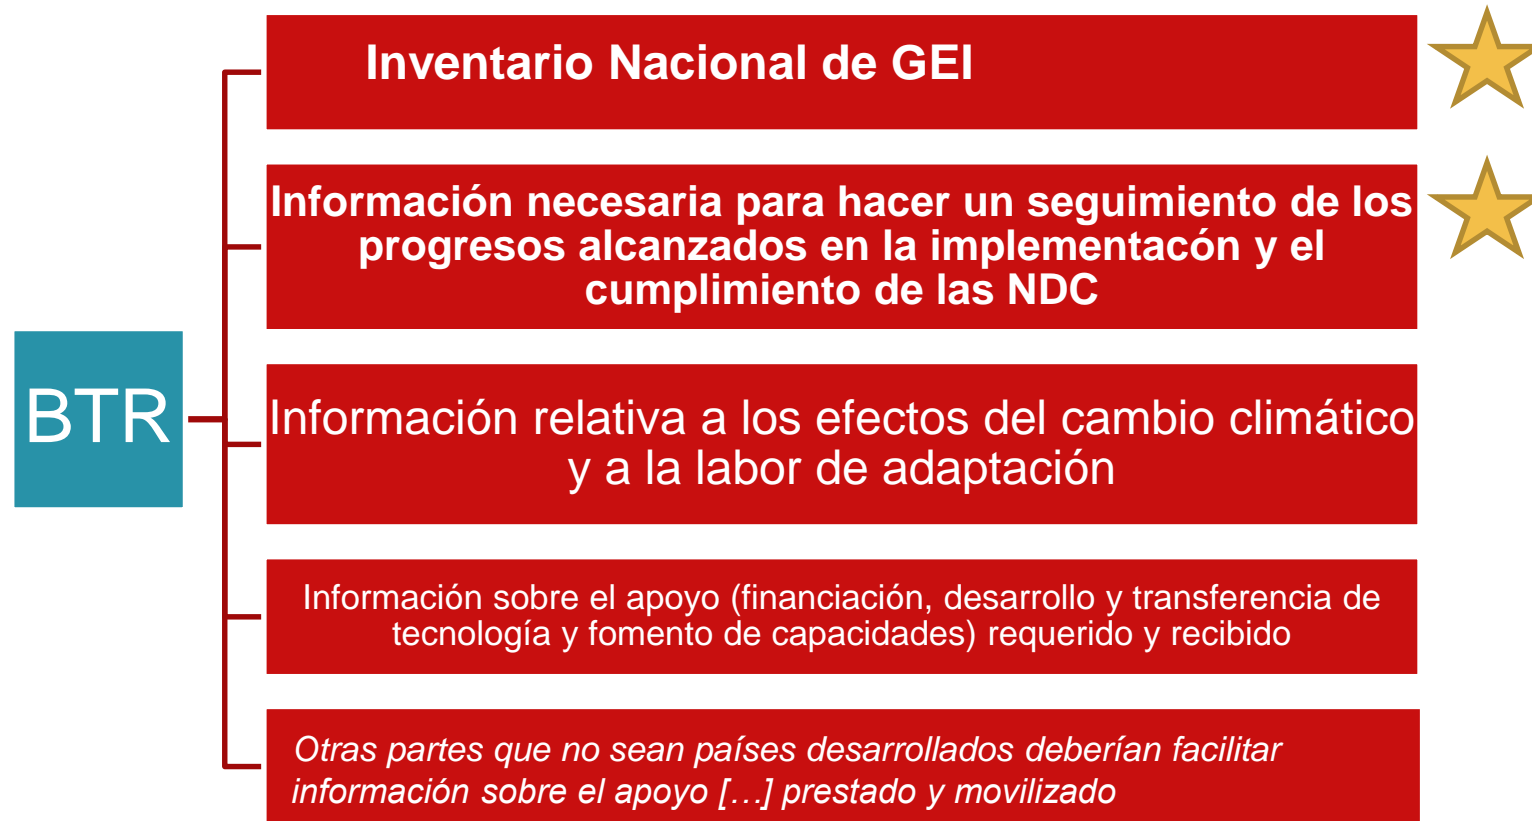 Inventario Nacional de GEI
Información necesaria para hacer un seguimiento de los
progresos alcanzados en la implementacón y el
cumplimiento de las NDC
BTR
Información relativa a los efectos del cambio climático
y a la labor de adaptación
Información sobre el apoyo (financiación, desarrollo y transferencia de
tecnología y fomento de capacidades) requerido y recibido
Otras partes que no sean países desarrollados deberían facilitar
información sobre el apoyo […] prestado y movilizado